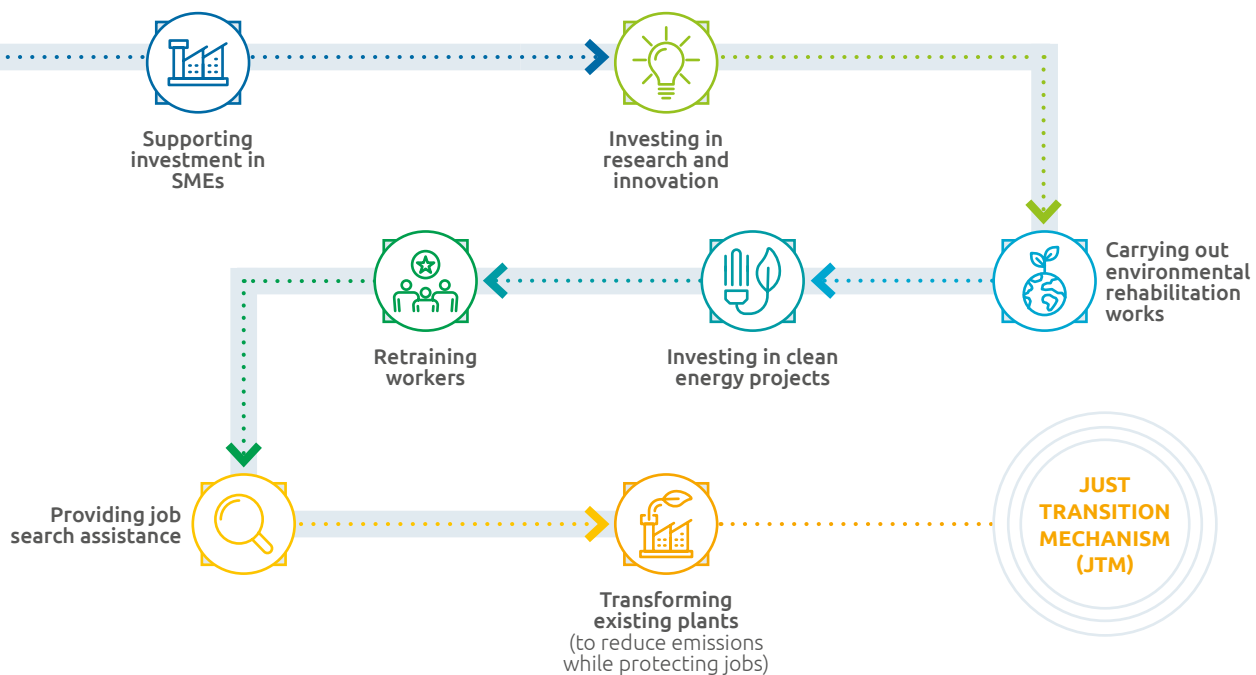 Supporting
investment in
SMEs
Investing in
research and
innovation
Carrying out
environmental
rehabilitation
works
Investing in clean
energy projects
Retraining
workers
Providing job
search assistance
Transforming
existing plants
(to reduce emissions
while protecting jobs)
JUST
TRANSITION
MECHANISM
(JTM)